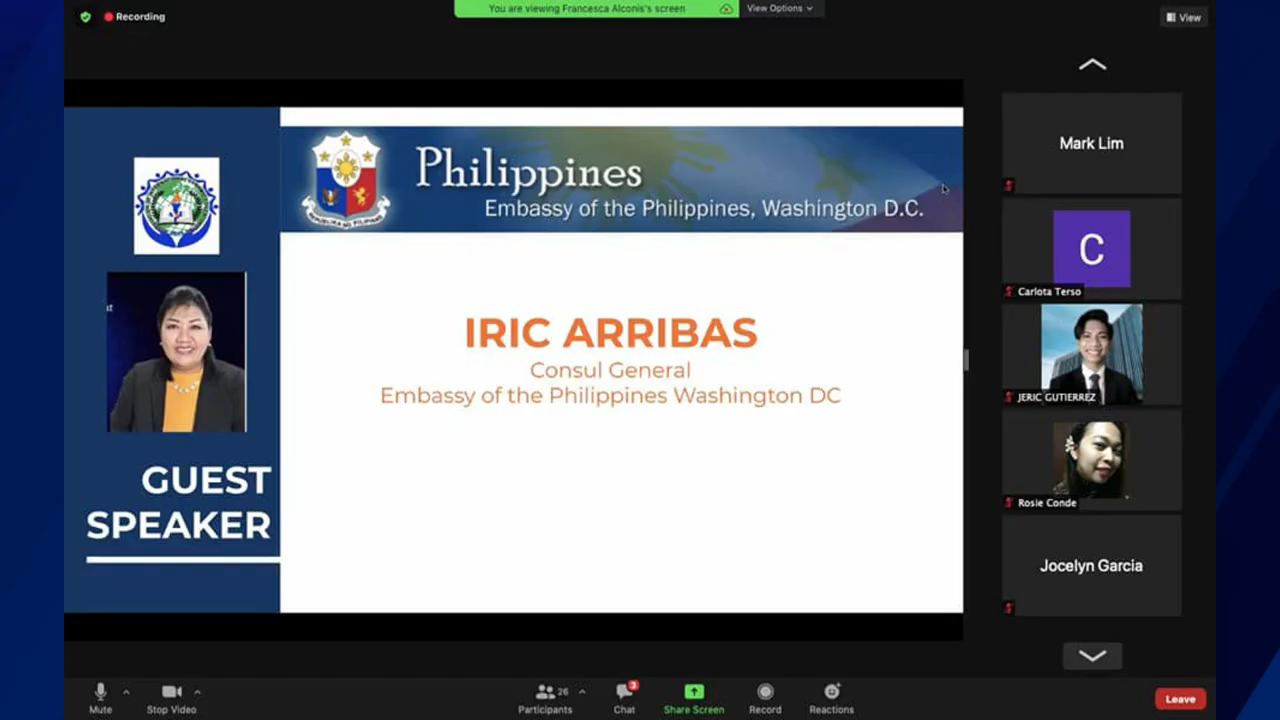 Recording
You are viewing Francesca Alconis's screen
View Options
View
Philippines
Embassy of the Philippines, Washington D.C.
IRIC ARRIBAS
Consul General
Embassy of the Philippines Washington DC
GUEST
SPEAKER
Mark Lim
C
Carlota Terso
JERIC GUTIERREZ
Rosie Conde
Jocelyn Garcia
Mute
Stop Video
26
Participants
3
Chat
Share Screen
Record
Reactions
Leave